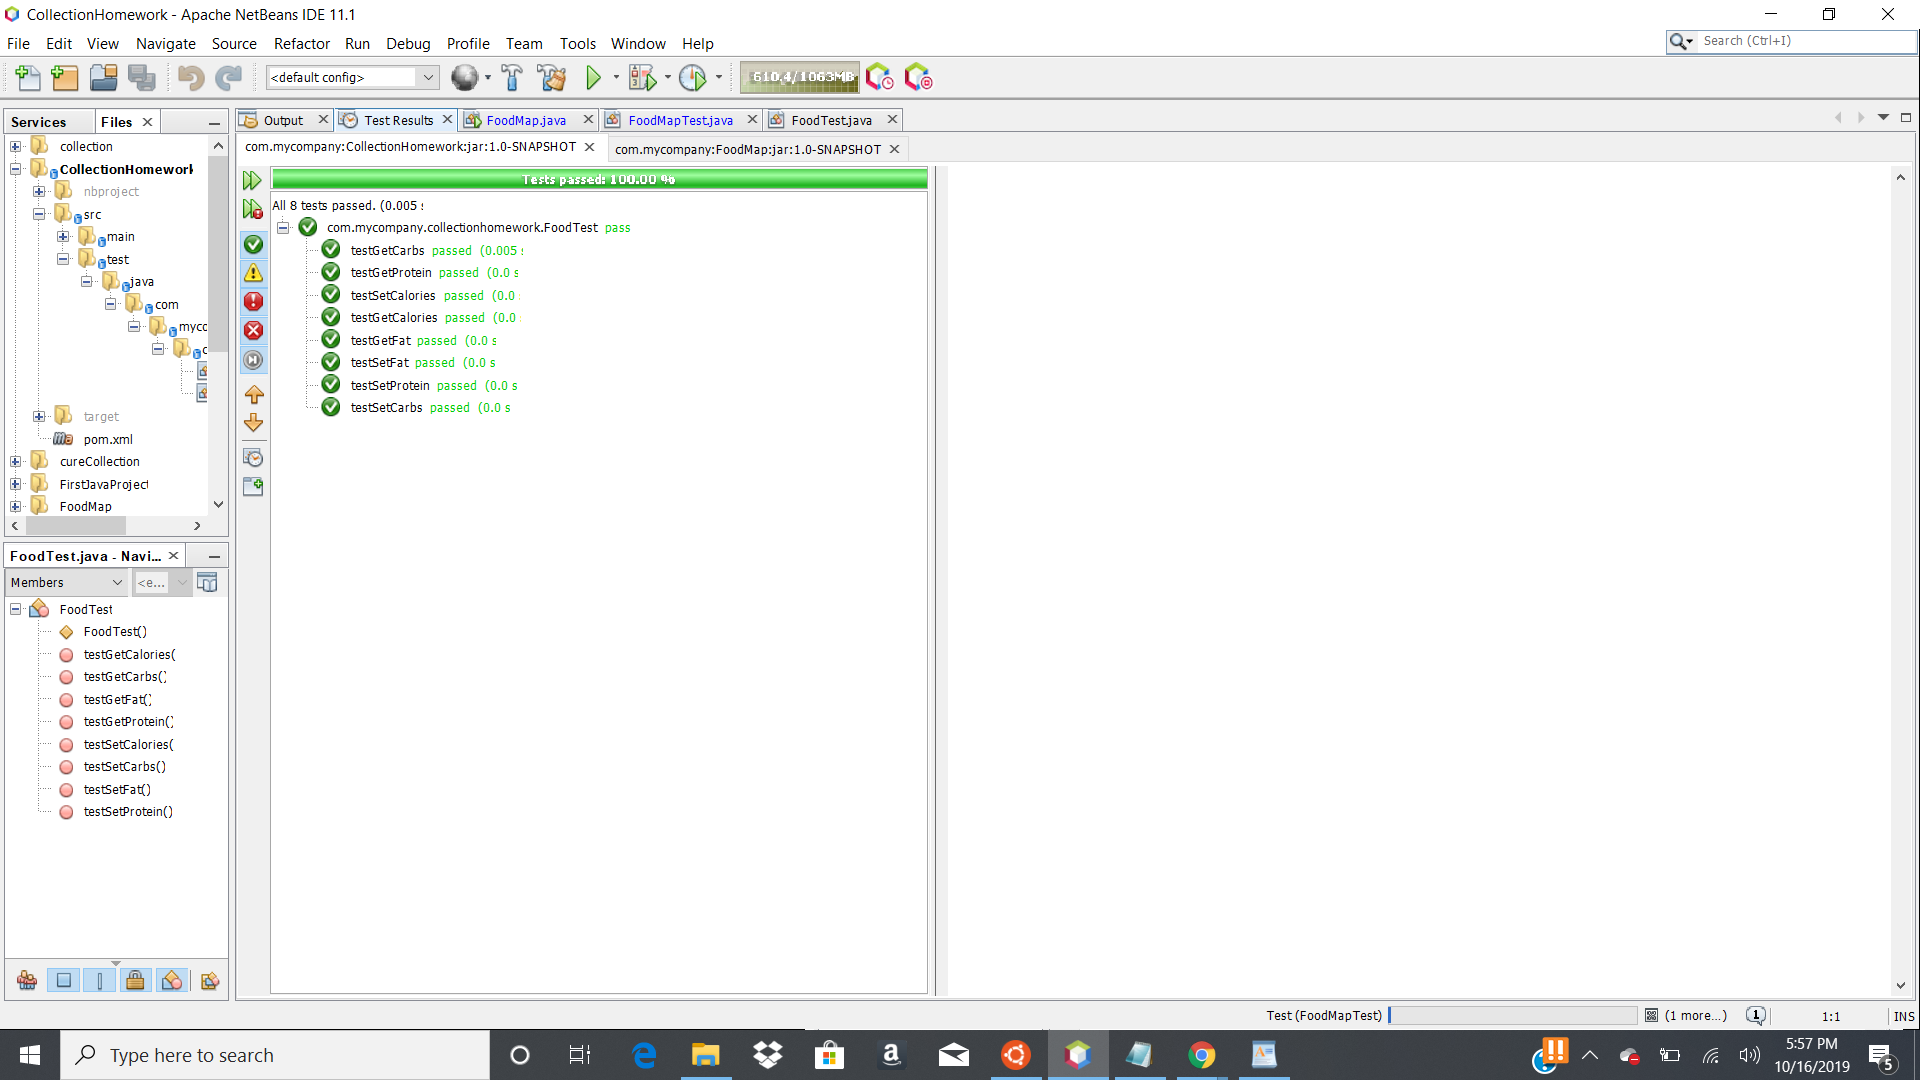 CollectionHomework - Apache NetBeans IDE 11.1
File Edit View Navigate Source Refactor Run Debug Profile Team Tools Window Help
Search (Ctrl+I)
<default config>
610.4/1063MB
Services Files
Output Test Results FoodMap.java FoodMapTest.java FoodTest.java
com.mycompany:CollectionHomework:jar:1.0-SNAPSHOT
com.mycompany:FoodMap:jar:1.0-SNAPSHOT
collection
CollectionHomework
nbproject
src
main
test
java
com
myco
c
target
pom.xml
cureCollection
FirstJavaProject
FoodMap
Tests passed: 100.00 %
All 8 tests passed. (0.005 s
com.mycompany.collectionhomework.FoodTest pass
testGetCarbs passed (0.005 s
testGetProtein passed (0.0 s
testSetCalories passed (0.0
testGetCalories passed (0.0
testGetFat passed (0.0 s
testSetFat passed (0.0 s
testSetProtein passed (0.0 s
testSetCarbs passed (0.0 s
FoodTest.java - Navi...
Members
<e...
FoodTest
FoodTest()
testGetCalories(
testGetCarbs()
testGetFat()
testGetProtein()
testSetCalories(
testSetCarbs()
testSetFat()
testSetProtein()
Test (FoodMapTest)
(1 more...)
1
1:1
INS
Type here to search
5:57 PM
10/16/2019
5